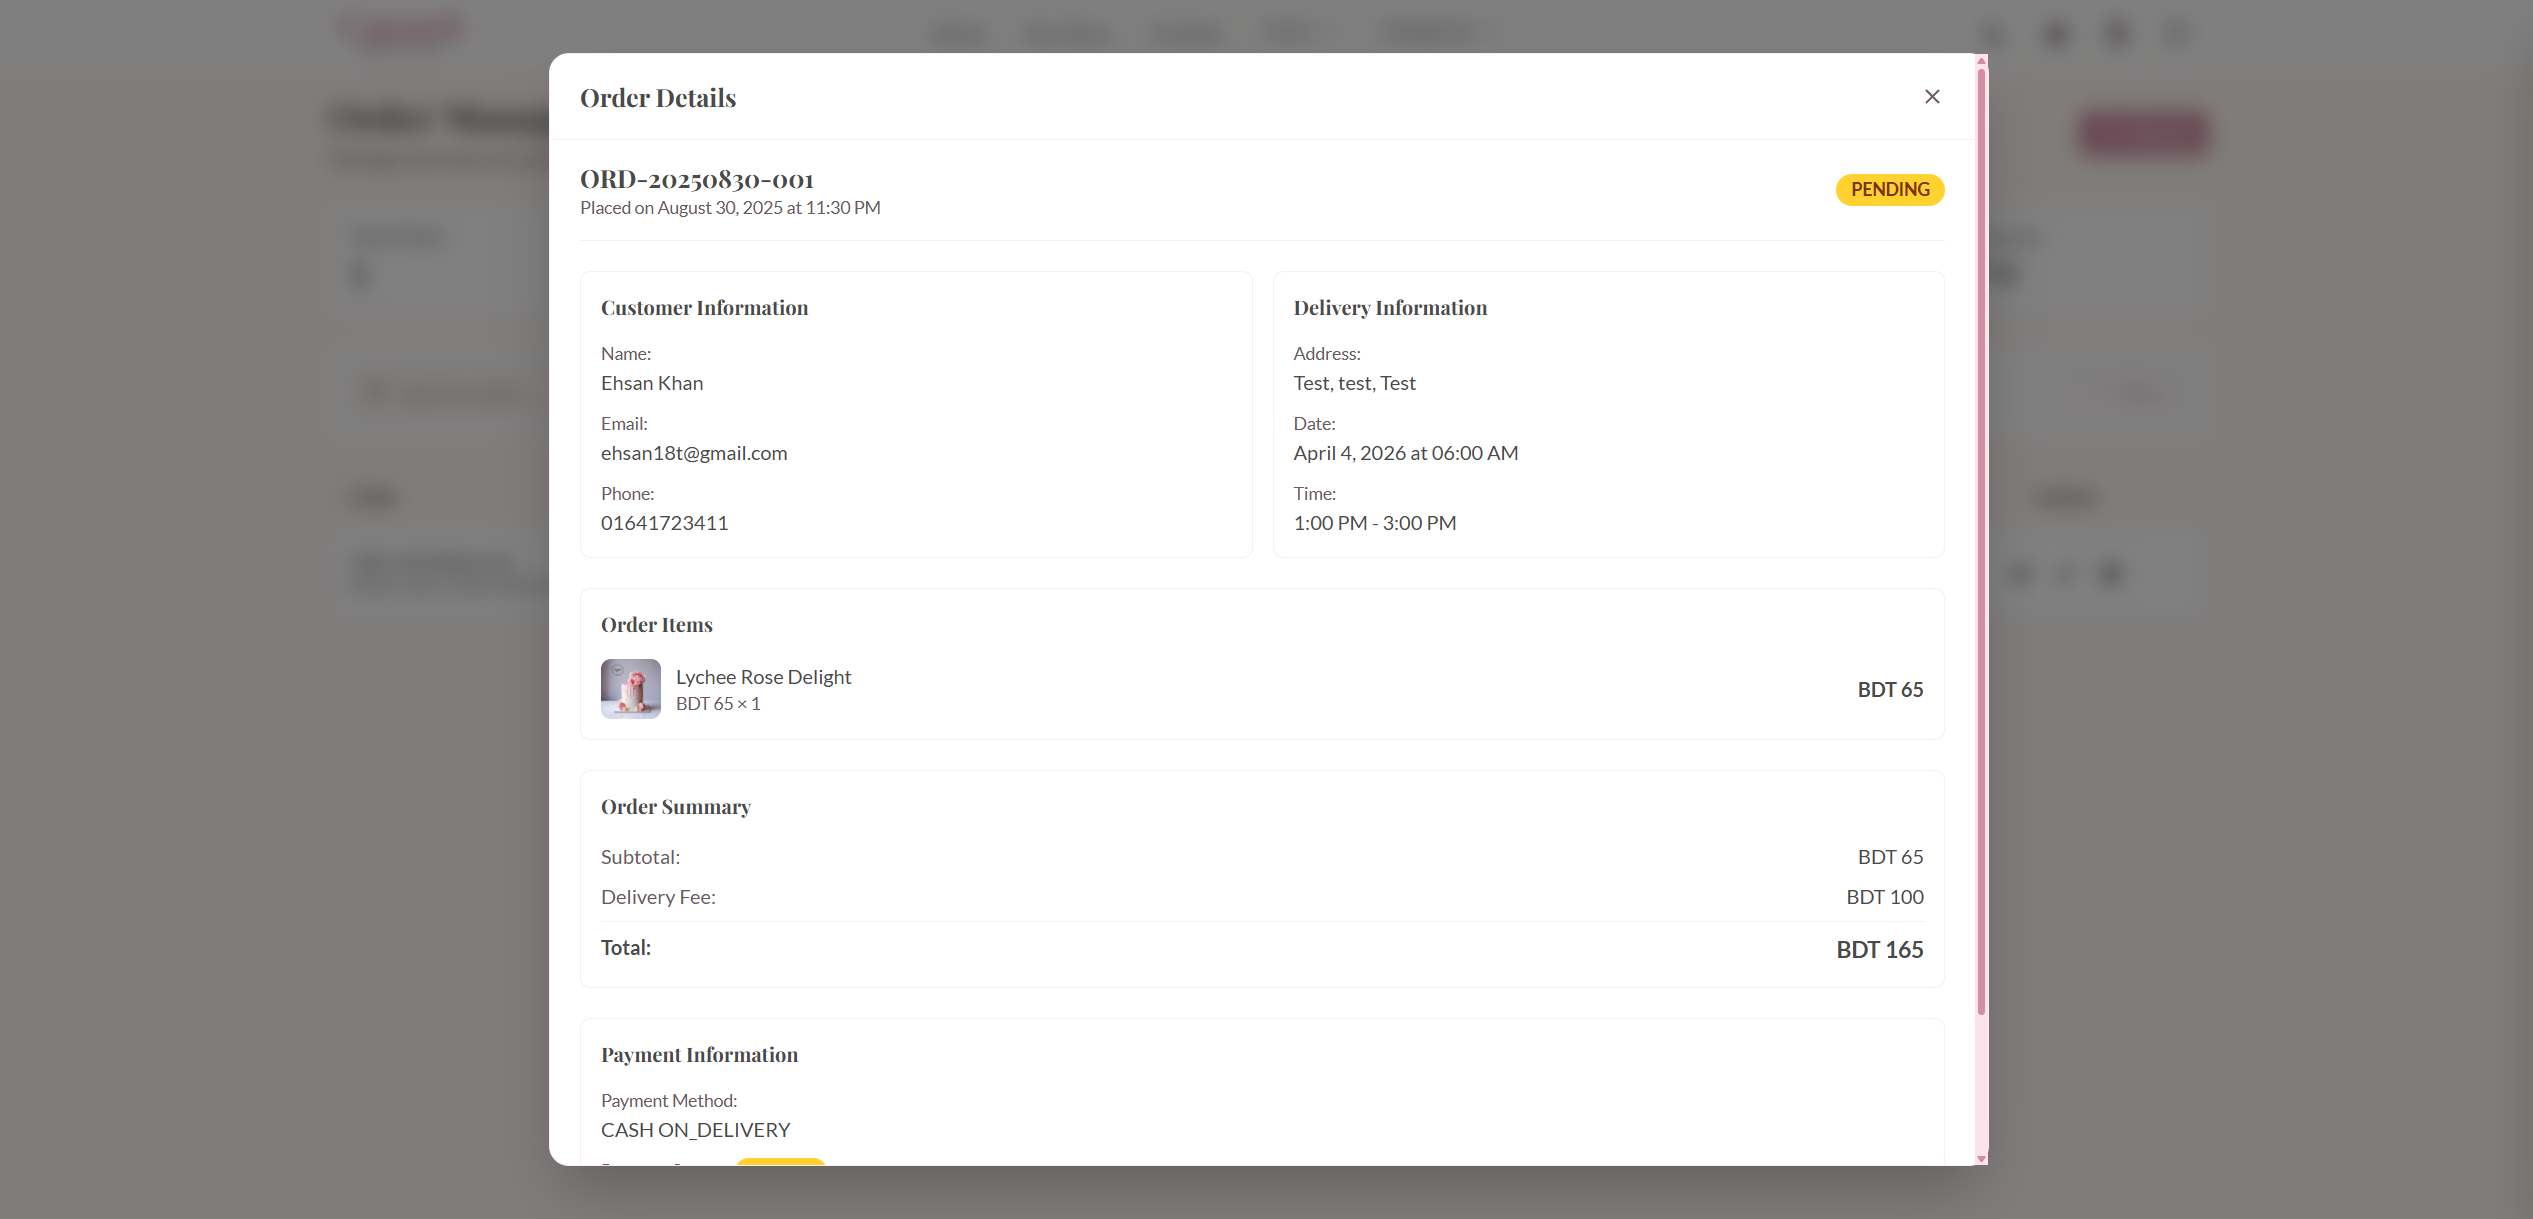 Order Details
ORD-20250830-001
PENDING
Placed on August 30, 2025 at 11:30 PM
Customer Information
Name:
Ehsan Khan
Email:
ehsan18t@gmail.com
Phone:
01641723411
Delivery Information
Address:
Test, test, Test
Date:
April 4, 2026 at 06:00 AM
Time:
1:00 PM - 3:00 PM
Order Items
Lychee Rose Delight
BDT 65 × 1
BDT 65
Order Summary
Subtotal:
BDT 65
Delivery Fee:
BDT 100
Total:
BDT 165
Payment Information
Payment Method:
CASH ON_DELIVERY